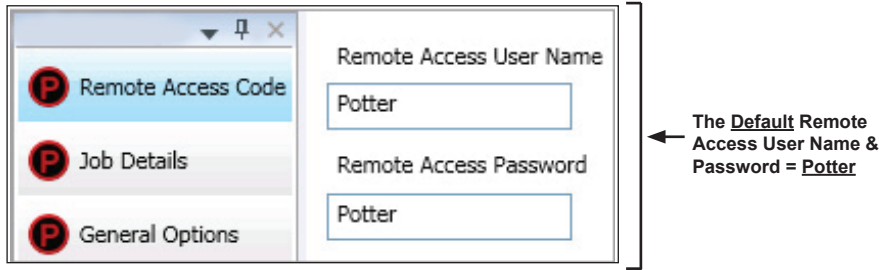 Remote Access Code
Job Details
General Options
Remote Access User Name
Potter
Remote Access Password
Potter
The Default Remote
Access User Name &
Password = Potter